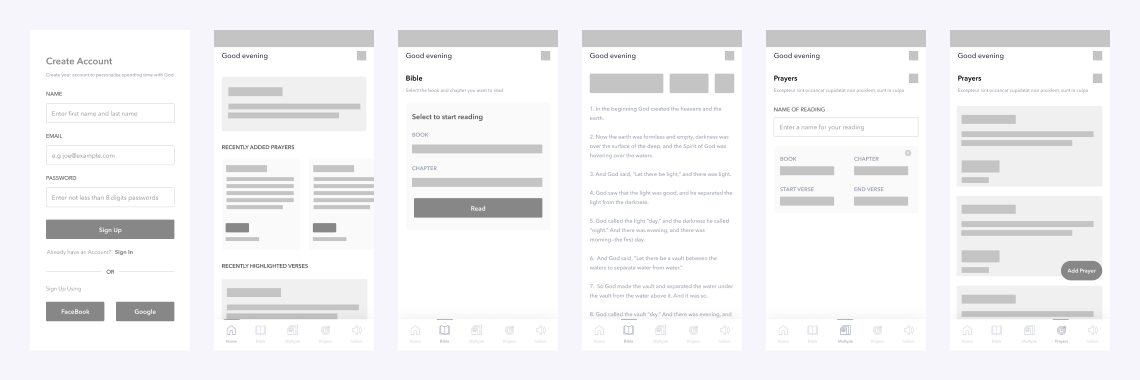 Create Account
Create your account to personalise spending time with God
NAME
Enter first name and last name
EMAIL
e.g joe@example.com
PASSWORD
Enter not less than 8 digits passwords
Sign Up
Already have an Account? Sign In
OR
Sign Up Using
FaceBook
Google
Good evening
RECENTLY ADDED PRAYERS
RECENTLY HIGHLIGHTED VERSES
Home
Bible
Multiple
Prayers
Good evening
Bible
Select the book and chapter you want to read.
Select to start reading
BOOK
CHAPTER
Read
Home
Bible
Multiple
Prayers
Good evening
1. In the beginning God created the heavens and the
earth.
2. Now the earth was formless and empty, darkness was
over the surface of the deep, and the Spirit of God was
hovering over the waters.
3. And God said, "Let there be light," and there was light.
4. God saw that the light was good, and he separated the
light from the darkness.
5. God called the light "day," and the darkness he called
"night." And there was evening, and there was
morning-the first day.
6. And God said, "Let there be a vault between the
waters to separate water from water."
7. So God made the vault and separated the water under
the vault from the water above it. And it was so.
8. God called the vault "sky." And there was evening, and
Home
Bible
Multiple
Prayers
Good evening
Prayers
Excepteur sint occaecat cupidatat non proident, sunt in culpa
NAME OF READING
Enter a name for your reading
BOOK
CHAPTER
START VERSE
END VERSE
Home
Bible
Multiple
Prayers
Good evening
Prayers
Excepteur sint occaecat cupidatat non proident, sunt in culpa
Add Prayer
Home
Bible
Multiple
Prayers